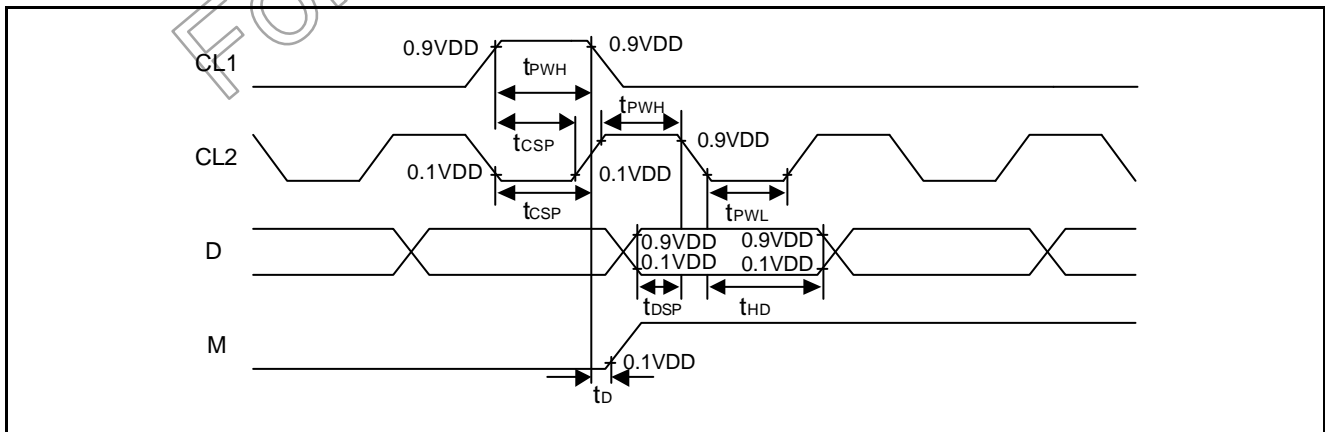 Fo
CL1
0.9VDD
0.9VDD
tPWH
tPWH
tCSP
CL2
0.9VDD
0.1VDD
0.1VDD
tCSP
tPWL
D
0.9VDD
0.9VDD
0.1VDD
0.1VDD
tDSP
tHD
M
0.1VDD
tD